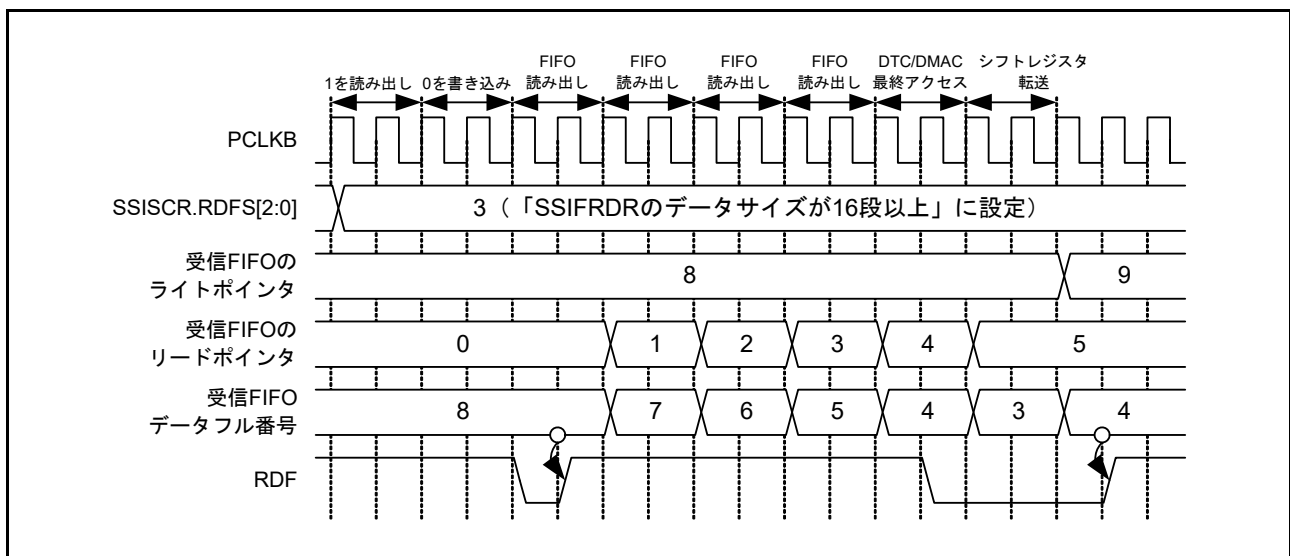 FIFO FIFO FIFO FIFO DTC/DMAC シフトレジスタ
1を読み出し 0を書き込み 読み出し 読み出し 読み出し 読み出し 最終アクセス 転送
PCLKB
SSISCR.RDFS[2:0] 3（「SSIFRDRのデータサイズが16段以上」に設定）
受信FIFOの
ライトポインタ 8 9
受信FIFOの
リードポインタ 0 1 2 3 4 5
受信FIFO
データフル番号 8 7 6 5 4 3 4
RDF